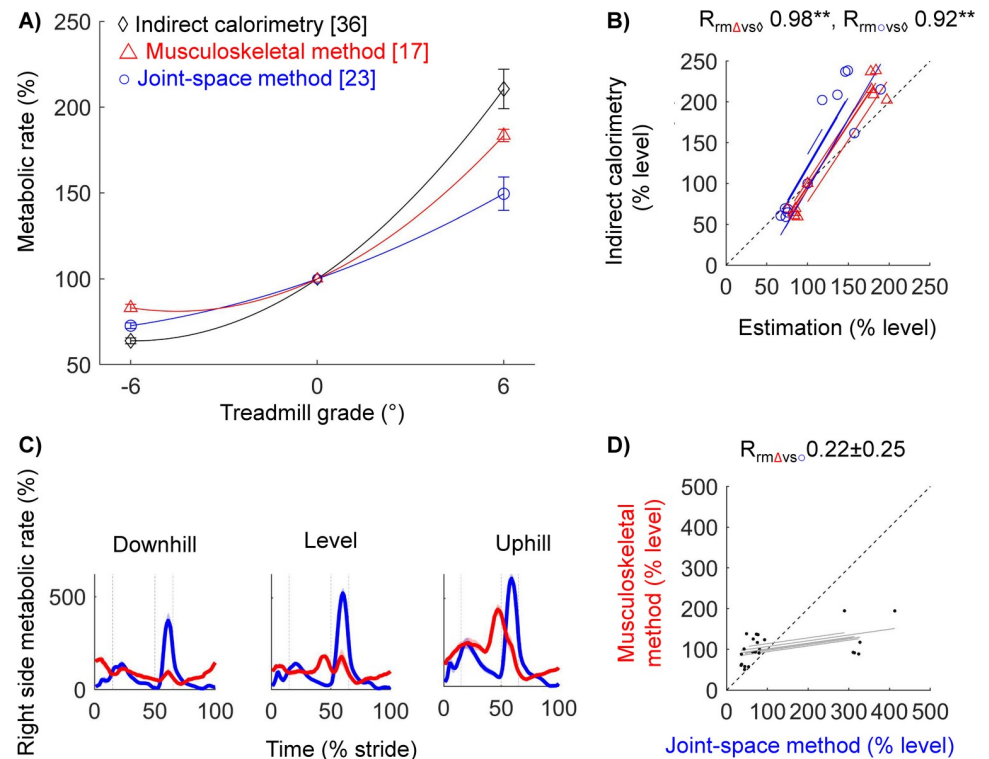 A)
◊ Indirect calorimetry [36]
△ Musculoskeletal method [17]
○ Joint-space method [23]
Metabolic rate (%)
250
200
150
100
50
-6
0
6
Treadmill grade (°)
B)
Rrm△vs◊ 0.98**, Rrm○vs◊ 0.92**
Indirect calorimetry
(% level)
250
200
150
100
50
0
0 50 100 150 200 250
Estimation (% level)
C)
Right side metabolic rate (%)
Downhill
Level
Uphill
500
0
0 50 100
0 50 100
0 50 100
Time (% stride)
D)
Rrm△vs○ 0.22±0.25
Musculoskeletal
method (% level)
500
400
300
200
100
0
0 100 200 300 400 500
Joint-space method (% level)